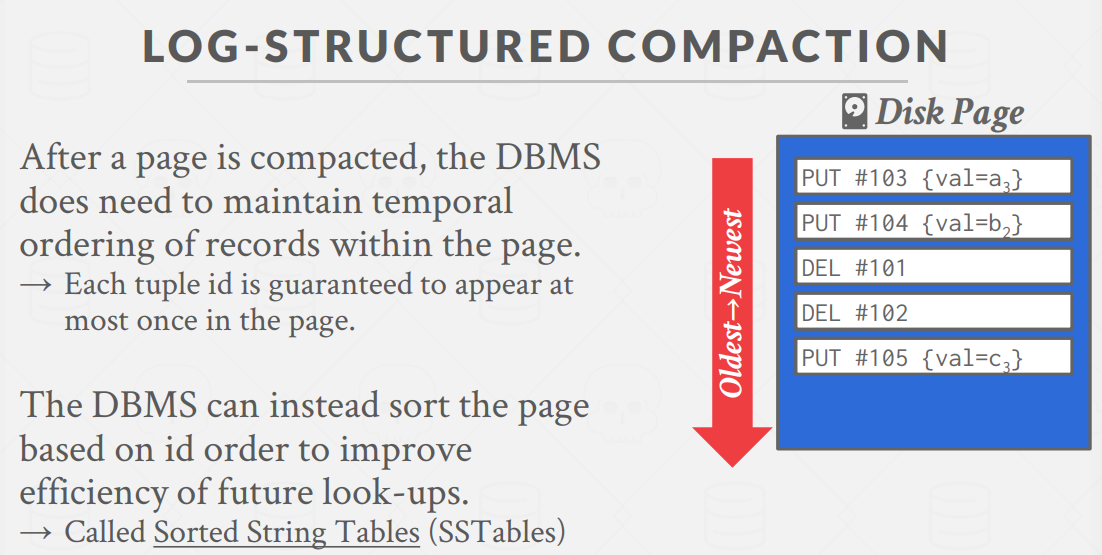 LOG-STRUCTURED COMPACTION
After a page is compacted, the DBMS
does need to maintain temporal
ordering of records within the page.
→ Each tuple id is guaranteed to appear at
most once in the page.
The DBMS can instead sort the page
based on id order to improve
efficiency of future look-ups.
→ Called Sorted String Tables (SSTables)
Oldest→Newest
Disk Page
PUT #103 {val=a₃}
PUT #104 {val=b₂}
DEL #101
DEL #102
PUT #105 {val=c₃}